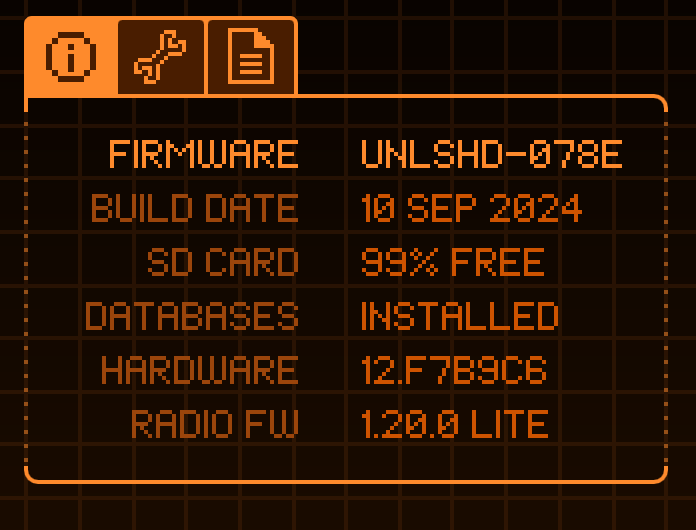 FIRMWARE UNLSHD-078E
BUILD DATE 10 SEP 2024
SD CARD 99% FREE
DATABASES INSTALLED
HARDWARE 12.F7B9C6
RADIO FW 1.20.0 LITE